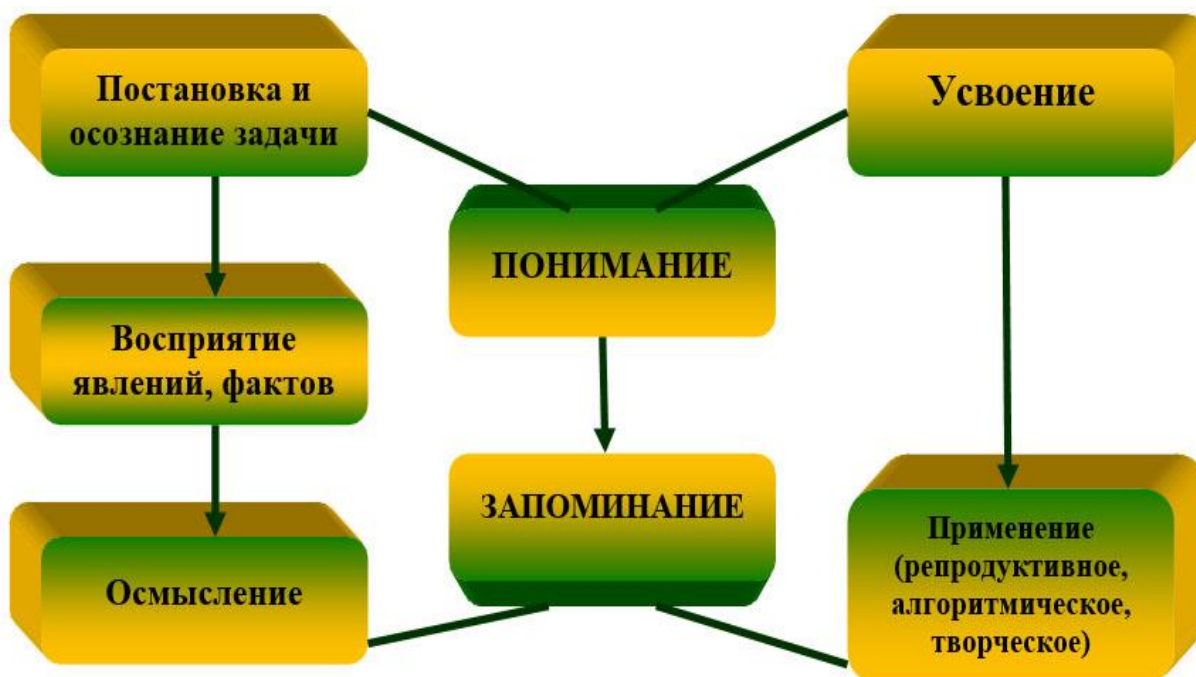 Постановка и
осознание задачи
Восприятие
явлений, фактов
Осмысление
ПОНИМАНИЕ
ЗАПОМИНАНИЕ
Усвоение
Применение
(репродуктивное,
алгоритмическое,
творческое)